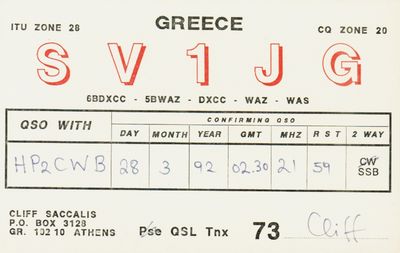 GREECE
ITU ZONE 28 CQ ZONE 20
SV1JG
6BDXCC - 5BWAZ - DXCC - WAZ - WAS
QSO WITH CONFIRMING QSO
DAY MONTH YEAR GMT MHZ RST 2 WAY
HP2CWB 28 3 92 02.30 21 59 CW
SSB
CLIFF SACCALIS
P.O. BOX 3128
GR. 102 10 ATHENS Pse QSL Tnx 73 Cliff